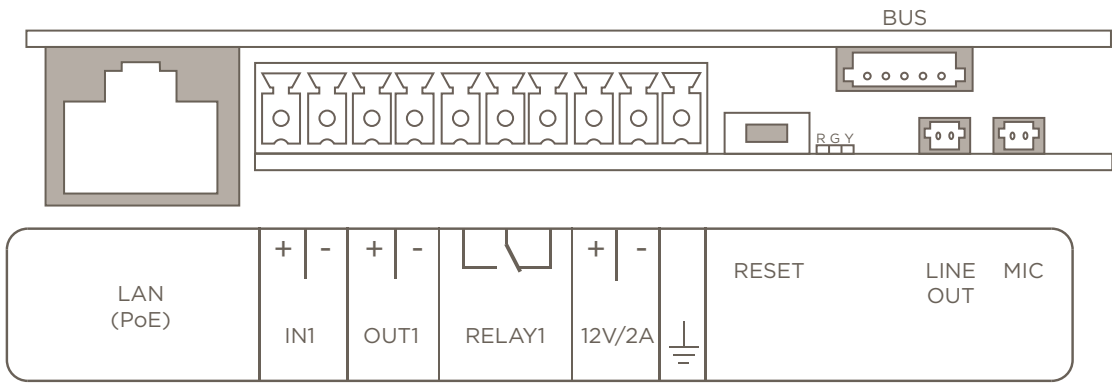 BUS
R G Y
+ - + - + -
RESET
LINE
OUT
MIC
LAN
(PoE)
IN1
OUT1
RELAY1
12V/2A